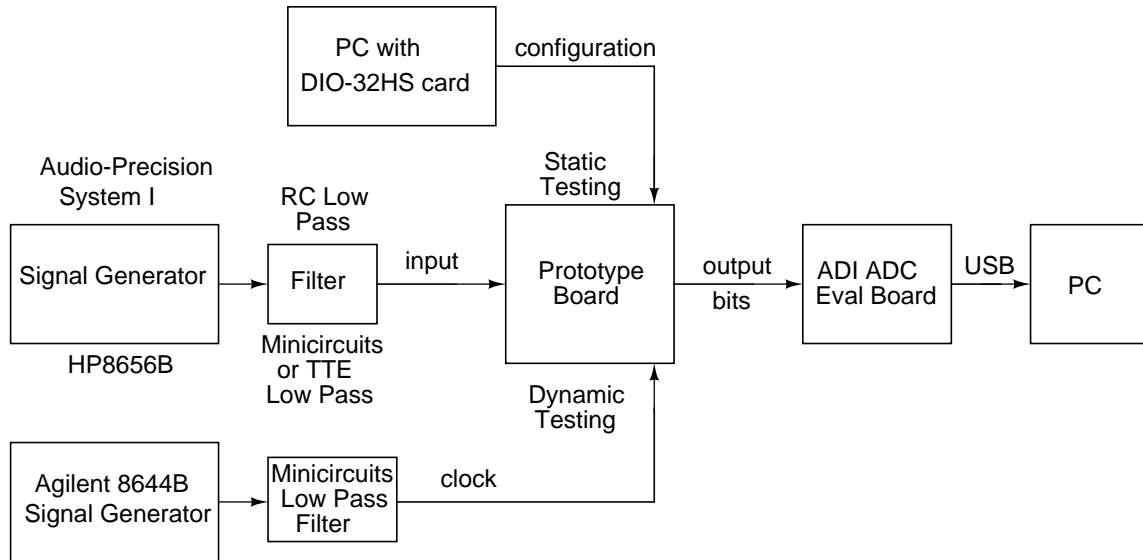 PC with
DIO-32HS card
configuration
Audio-Precision
System I
RC Low
Pass
Static
Testing
Signal Generator
Filter
input
Prototype
Board
output
bits
ADI ADC
Eval Board
USB
PC
HP8656B
Minicircuits
or TTE
Low Pass
Dynamic
Testing
Agilent 8644B
Signal Generator
Minicircuits
Low Pass
Filter
clock